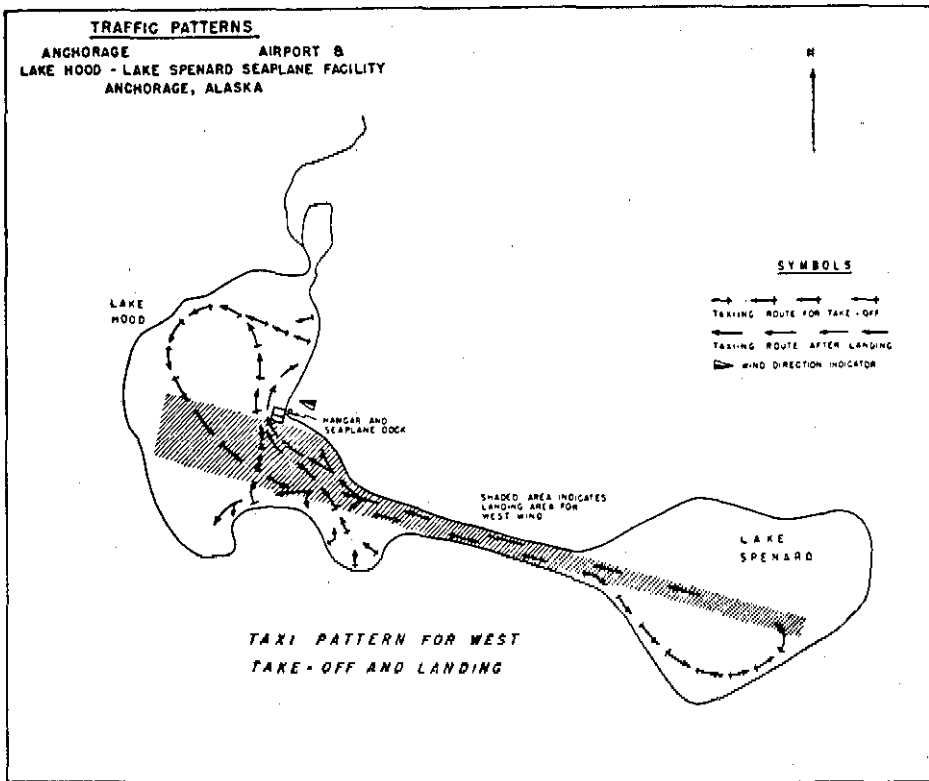 TRAFFIC PATTERNS
ANCHORAGE AIRPORT &
LAKE HOOD - LAKE SPENARD SEAPLANE FACILITY
ANCHORAGE, ALASKA
N
SYMBOLS
TAXIING ROUTE FOR TAKE-OFF
TAXIING ROUTE AFTER LANDING
WIND DIRECTION INDICATOR
LAKE
HOOD
HANGAR AND
SEAPLANE DOCK
SHADED AREA INDICATES
LANDING AREA FOR
WEST WIND
LAKE
SPENARD
TAXI PATTERN FOR WEST
TAKE-OFF AND LANDING